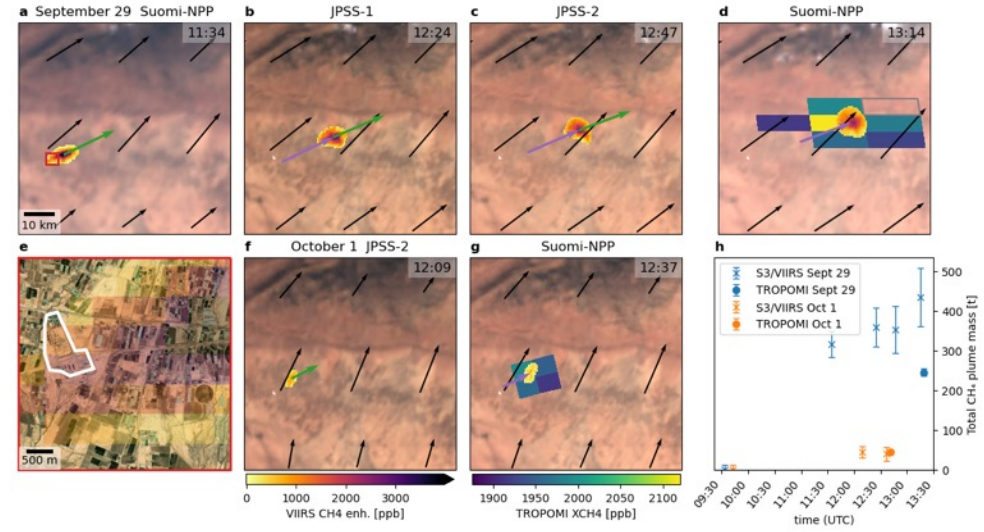 a September 29 Suomi-NPP
11:34
10 km
b JPSS-1
12:24
c JPSS-2
12:47
d Suomi-NPP
13:14
e
500 m
f October 1 JPSS-2
12:09
g Suomi-NPP
12:37
h
S3/VIIRS Sept 29
TROPOMI Sept 29
S3/VIIRS Oct 1
TROPOMI Oct 1
500
400
300
200
100
0
Total CH₄ plume mass [t]
09:30
10:00
10:30
11:00
11:30
12:00
12:30
13:00
13:30
time (UTC)
0 1000 2000 3000
VIIRS CH4 enh. [ppb]
1900 1950 2000 2050 2100
TROPOMI XCH4 [ppb]